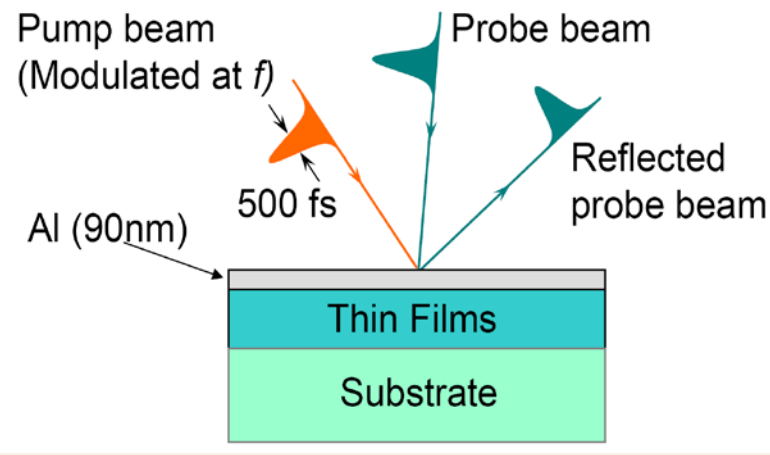 Pump beam
(Modulated at f)
Probe beam
500 fs
Reflected
probe beam
Al (90nm)
Thin Films
Substrate